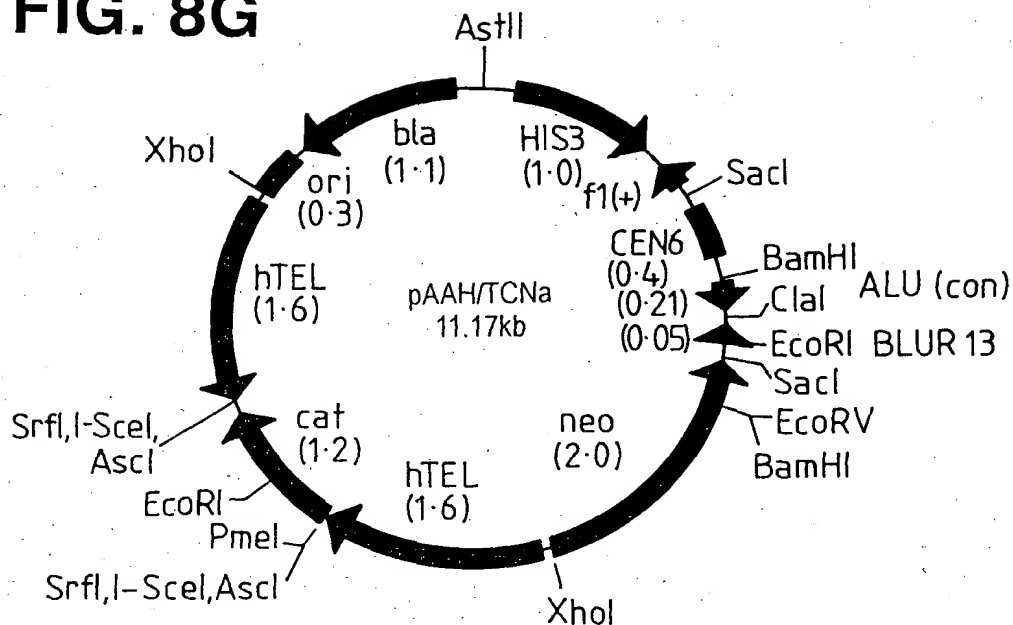 FIG. 8G
AstII
XhoI
bla
(1·1)
HIS3
(1·0)
f1(+)
SacI
ori
(0·3)
CEN6
(0·4)
BamHI
ALU (con)
(0·21)
ClaI
hTEL
(1·6)
pAAH/TCNa
11.17kb
(0·05)
EcoRI BLUR 13
SacI
EcoRV
BamHI
SrfI,I-SceI,
AscI
cat
(1·2)
neo
(2·0)
EcoRI
hTEL
(1·6)
PmeI
SrfI,I-SceI,AscI
XhoI